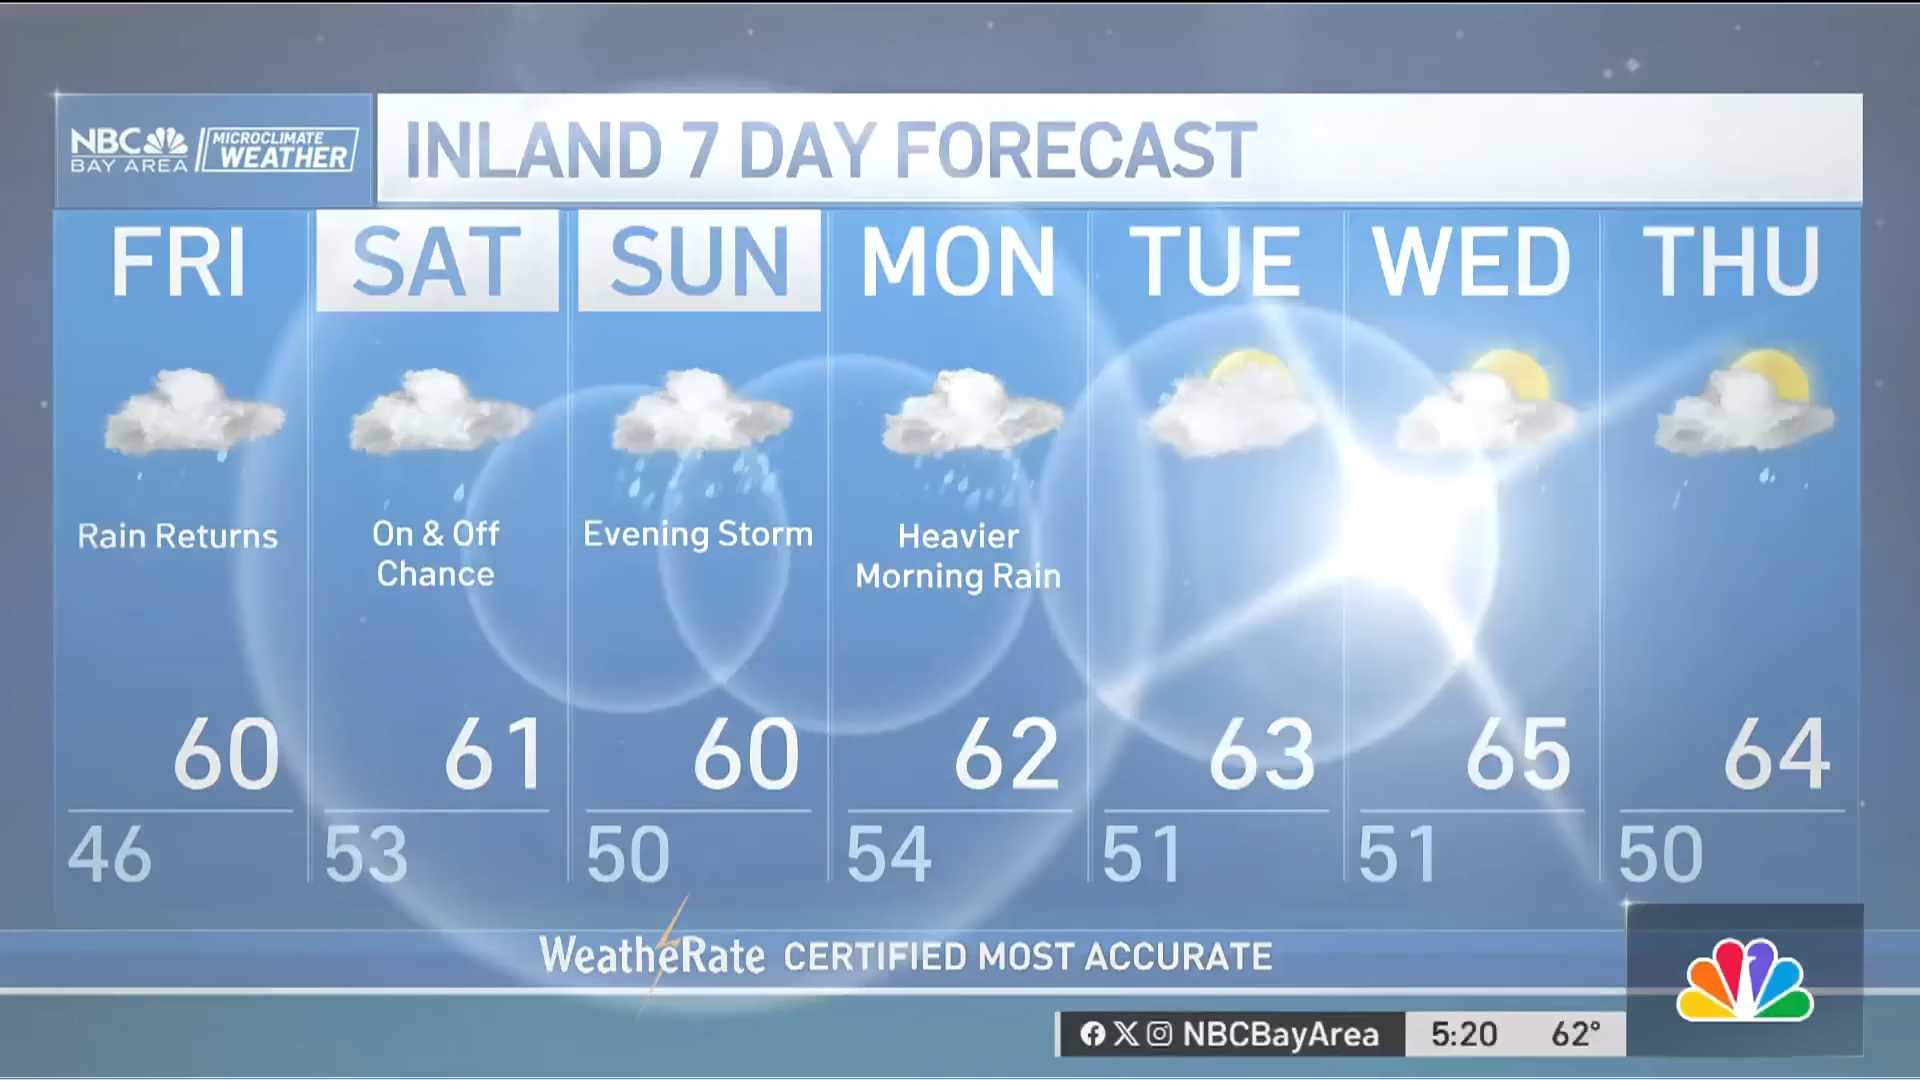 NBC
BAY AREA
MICROCLIMATE
WEATHER
INLAND 7 DAY FORECAST
FRI SAT SUN MON TUE WED THU
Rain Returns
On & Off
Chance
Evening Storm
Heavier
Morning Rain
60 61 60 62 63 65 64
46 53 50 54 51 51 50
WeatheRate CERTIFIED MOST ACCURATE
NBCBayArea 5:20 62°